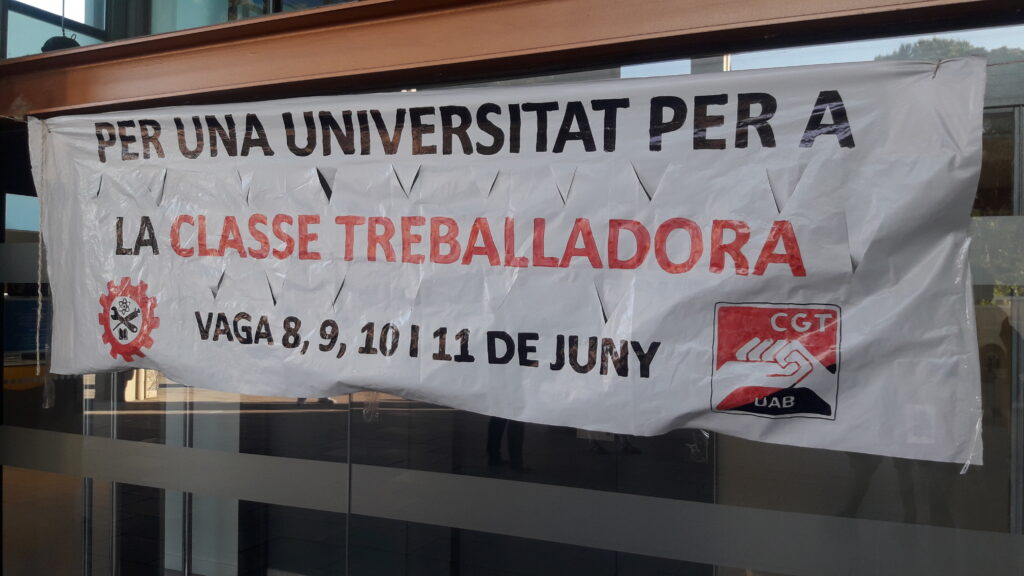 PER UNA UNIVERSITAT PER A
LA CLASSE TREBALLADORA
VAGA 8, 9, 10 I 11 DE JUNY
CGT
UAB